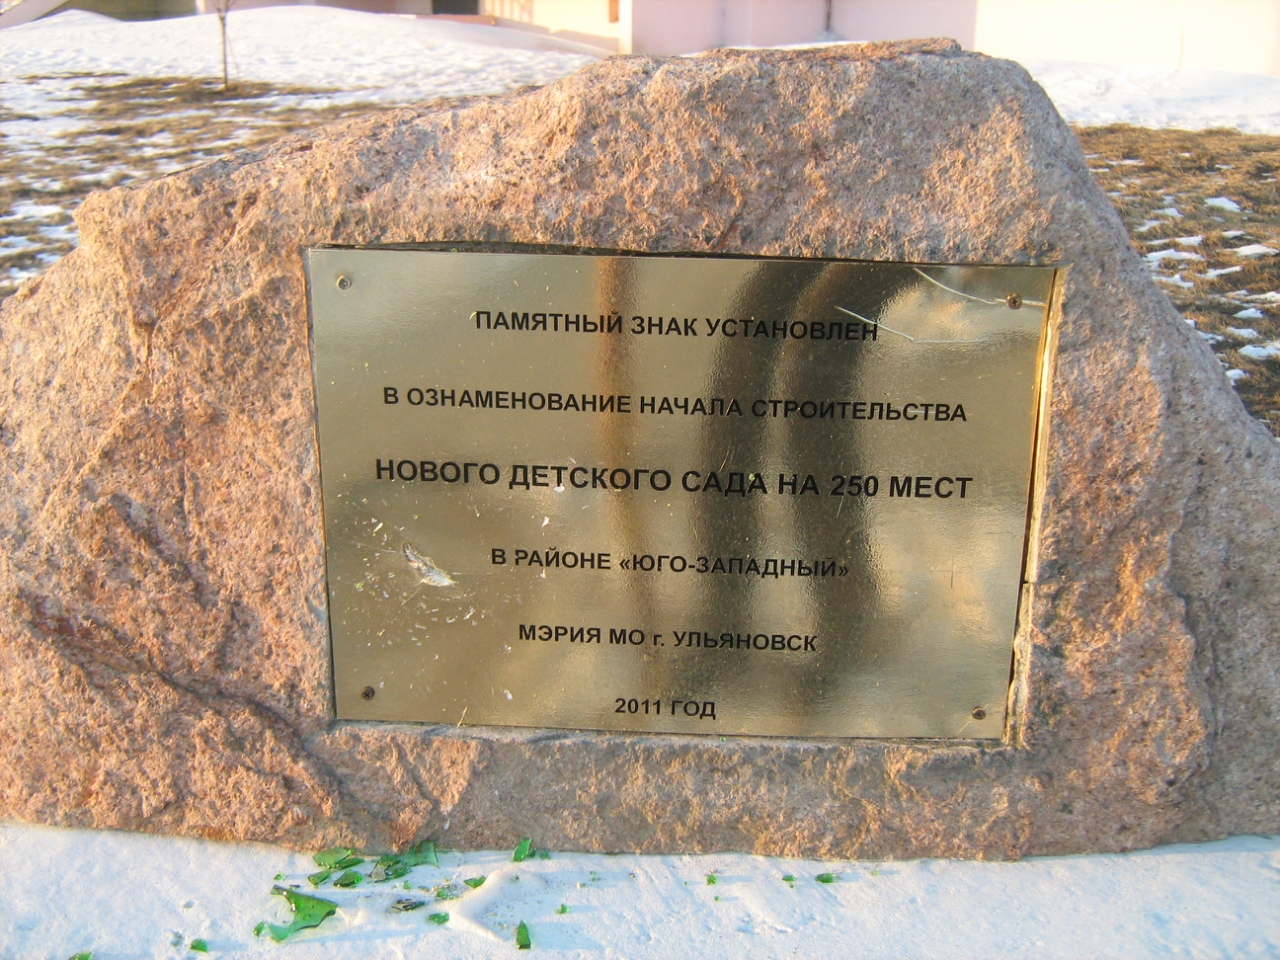 ПАМЯТНЫЙ ЗНАК УСТАНОВЛЕН
В ОЗНАМЕНОВАНИЕ НАЧАЛА СТРОИТЕЛЬСТВА
НОВОГО ДЕТСКОГО САДА НА 250 МЕСТ
В РАЙОНЕ «ЮГО-ЗАПАДНЫЙ»
МЭРИЯ МО г. УЛЬЯНОВСК
2011 ГОД